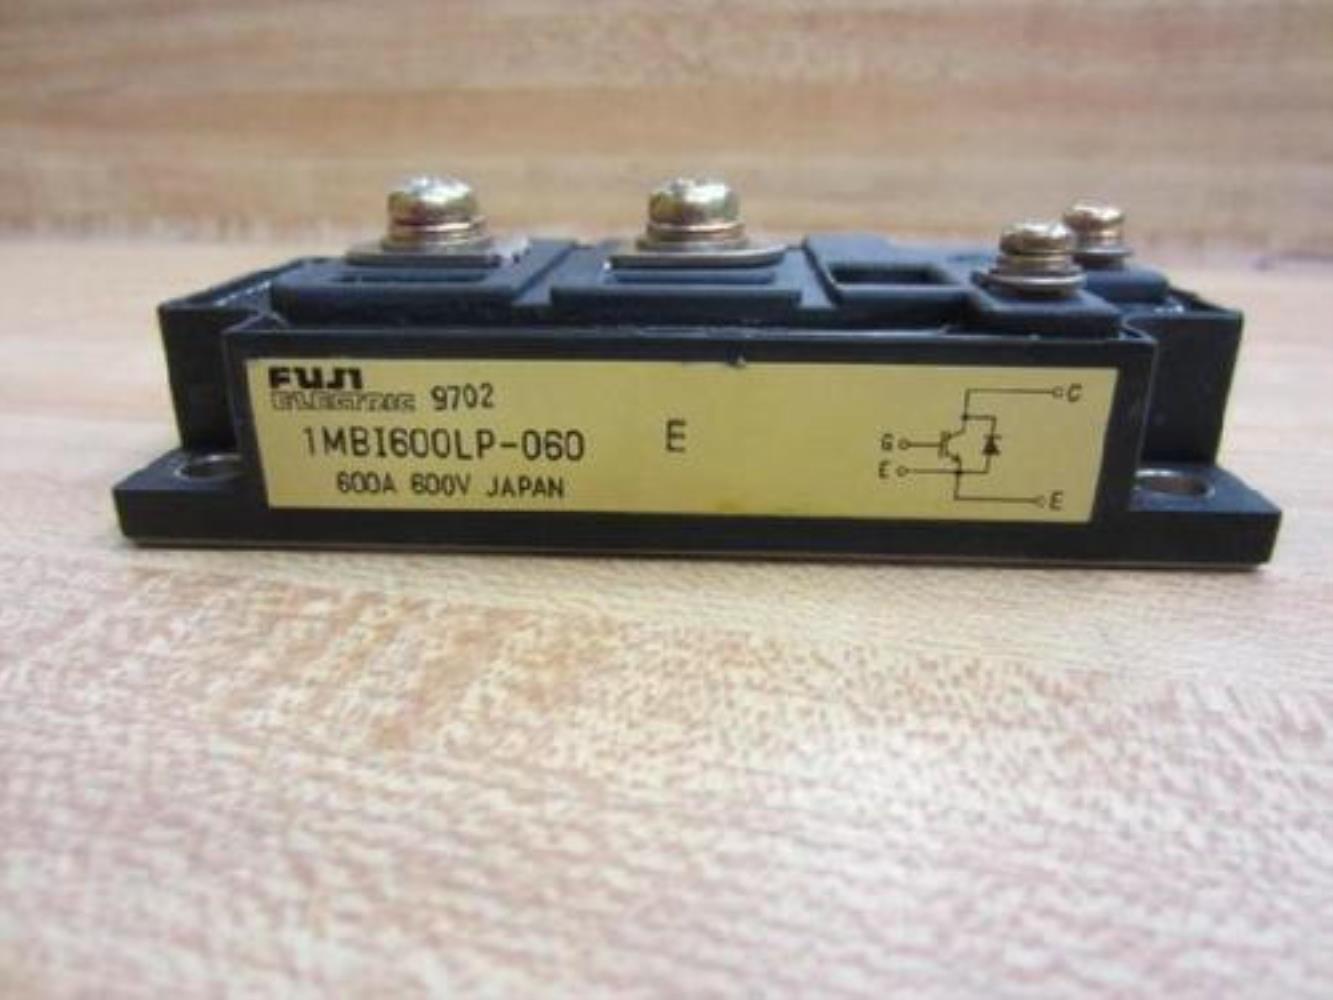 FUJI
ELECTRIC 9702
1MBI600LP-060
600A 600V JAPAN
E
C
G
E
E